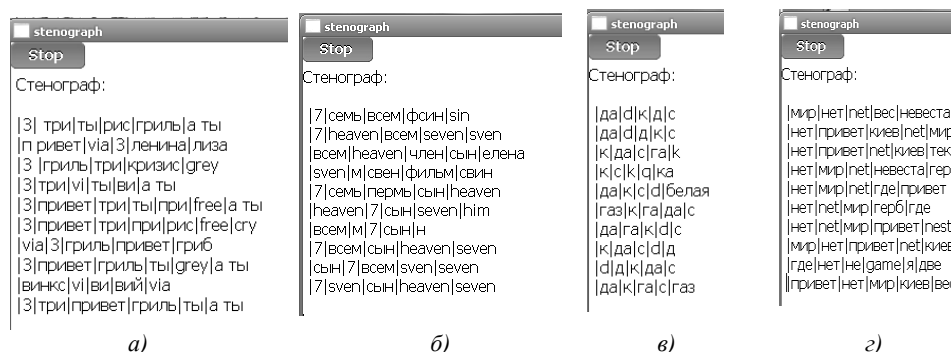 stenograph
Stop
Стенограф:
|3| три|ты|рис|гриль|а ты
|п ривет|via|3|ленина|лиза
|3 |гриль|три|кризис|grey
|3|три|vi|ты|ви|а ты
|3|привет|три|ты|при|free|а ты
|3|привет|три|при|рис|free|cry
|via|3|гриль|привет|гриб
|3|привет|гриль|ты|grey|а ты
|винкс|vi|ви|вий|via
|3|три|привет|гриль|ты|а ты
а)
stenograph
Stop
Стенограф:
|7|семь|всем|фсин|sin
|7|heaven|всем|seven|sven
|всем|heaven|член|сын|елена
|sven|м|свен|фильм|свин
|7|семь|пермь|сын|heaven
|heaven|7|сын|seven|him
|всем|м|7|сын|н
|7|всем|сын|heaven|seven
|сын|7|всем|sven|seven
|7|sven|сын|heaven|seven
б)
stenograph
Stop
Стенограф:
|да|d|к|д|с
|да|d|д|к|с
|к|да|с|га|k
|к|с|k|q|ка
|да|к|с|d|белая
|газ|к|га|да|с
|да|га|к|d|с
|к|да|с|d|д
|d|д|к|да|с
|да|к|га|с|газ
в)
stenograph
Stop
Стенограф:
|мир|нет|net|вес|невеста
|нет|привет|киев|net|мир
|нет|привет|net|киев|тек
|нет|мир|net|невеста|гер
|нет|мир|net|где|привет
|нет|net|мир|герб|где
|нет|net|мир|привет|nest
|мир|нет|привет|net|киев
|где|нет|не|game|я|две
|привет|нет|мир|киев|вес
г)